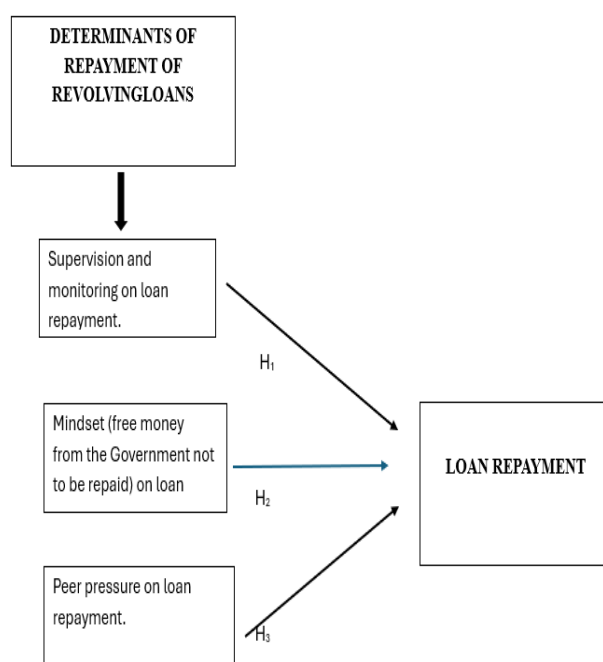 DETERMINANTS OF
REPAYMENT OF
REVOLVINGLOANS
Supervision and
monitoring on loan
repayment.
H₁
Mindset (free money
from the Government not
to be repaid) on loan
H₂
LOAN REPAYMENT
Peer pressure on loan
repayment.
H₃